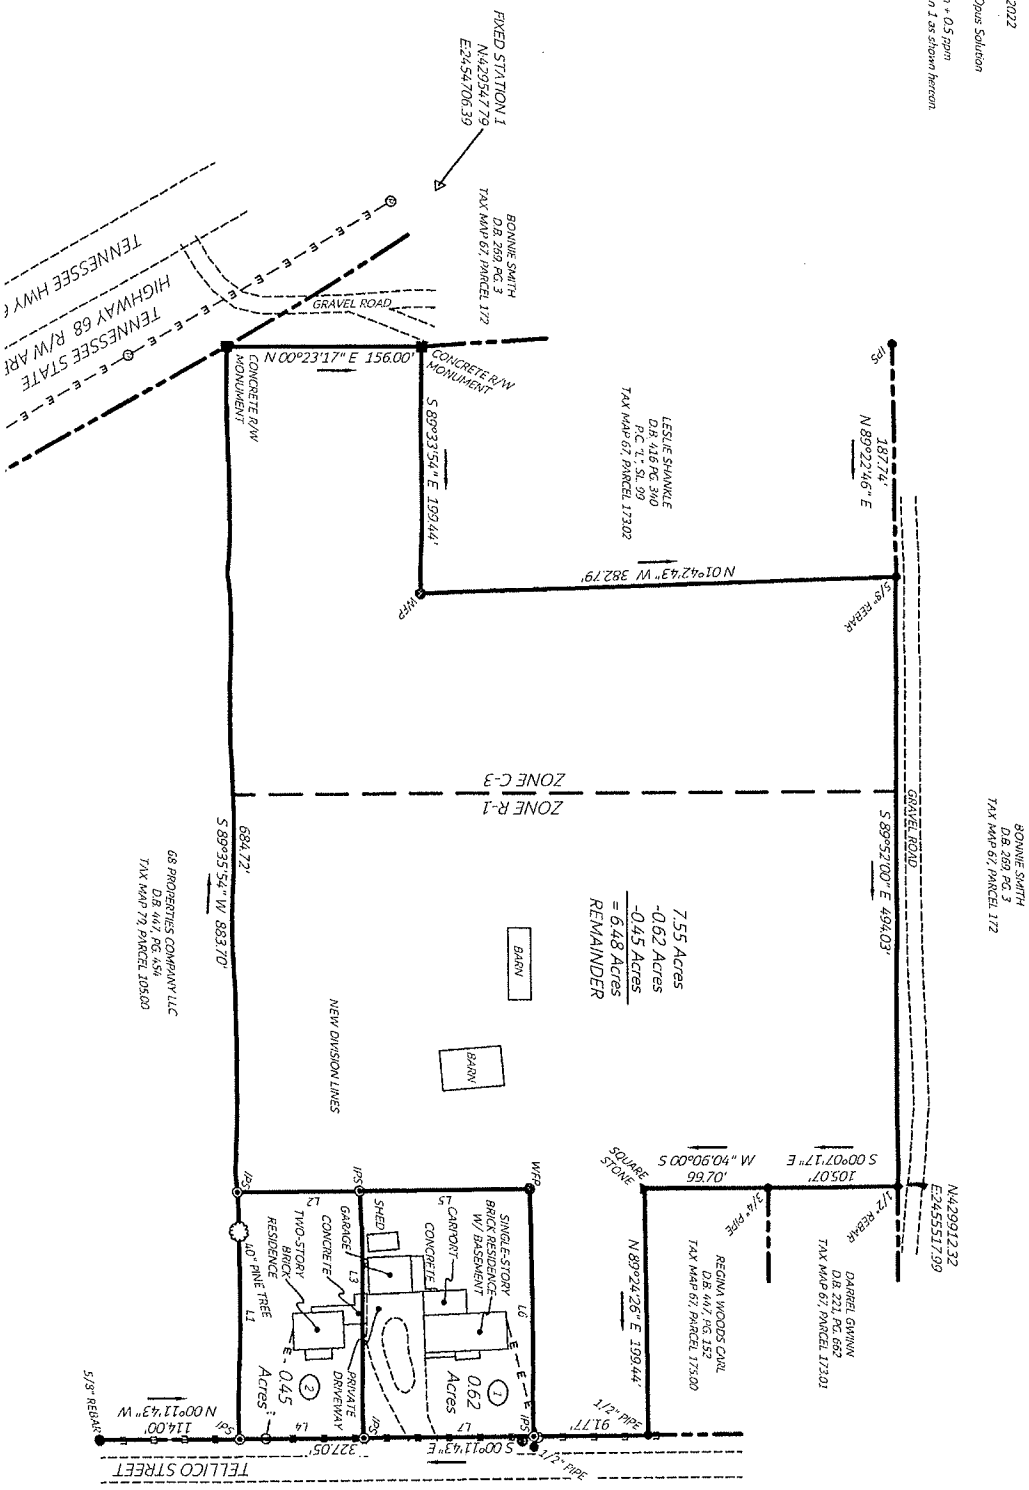 2022
Opus Solution
+ 0.5 ppm
1 as shown hereon.
FIXED STATION 1
N:429547.79
E:2454706.39
BONNIE SMITH
D.B. 269, PG. 3
TAX MAP 67, PARCEL 172
TENNESSEE HWY
TENNESSEE STATE
HIGHWAY 68 R/W
GRAVEL ROAD
N 00°23'17" E 156.00'
CONCRETE R/W
MONUMENT
CONCRETE R/W
MONUMENT
S 89°33'54" E 199.44'
LESLIE SHANKLE
D.B. 416 PG. 340
P.C. "L", SL. 99
TAX MAP 67, PARCEL 173.02
IPS
187.74'
N 89°22'46" E
N 01°42'43" W 382.79'
WFP
5/8" REBAR
ZONE C-3
ZONE R-1
GRAVEL ROAD
S 89°52'00" E 494.03'
BONNIE SMITH
D.B. 269, PG. 3
TAX MAP 67, PARCEL 172
684.72'
S 89°35'54" W 883.70'
68 PROPERTIES COMPANY LLC
D.B. 447, PG. 454
TAX MAP 79, PARCEL 105.00
7.55 Acres
-0.62 Acres
-0.45 Acres
= 6.48 Acres
REMAINDER
BARN
BARN
NEW DIVISION LINES
SQUARE
STONE
S 00°06'04" W
99.20'
3/4" PIPE
S 00°07'17" E
105.07'
1/2" REBAR
N:429912.32
E:2455517.99
DARREL GWINN
D.B. 221, PG. 662
TAX MAP 67, PARCEL 173.01
REGINA WOODS CARL
D.B. 447, PG. 152
TAX MAP 67, PARCEL 175.00
N 89°24'26" E 199.44'
IPS
L2
IPS
L5
WFP
SHED
GARAGE
CONCRETE
TWO-STORY
BRICK
RESIDENCE
40" PINE TREE
L1
L3
CARPORT
CONCRETE
SINGLE-STORY
BRICK RESIDENCE
W/ BASEMENT
L6
1
0.62
Acres
2
0.45
Acres
PRIVATE
DRIVEWAY
L4
L7
IPS
IPS
IPS
1/2" PIPE
1/2" PIPE
91.77'
S 00°11'43" E
327.05'
N 00°11'43" W
114.00'
5/8" REBAR
TELLICO STREET